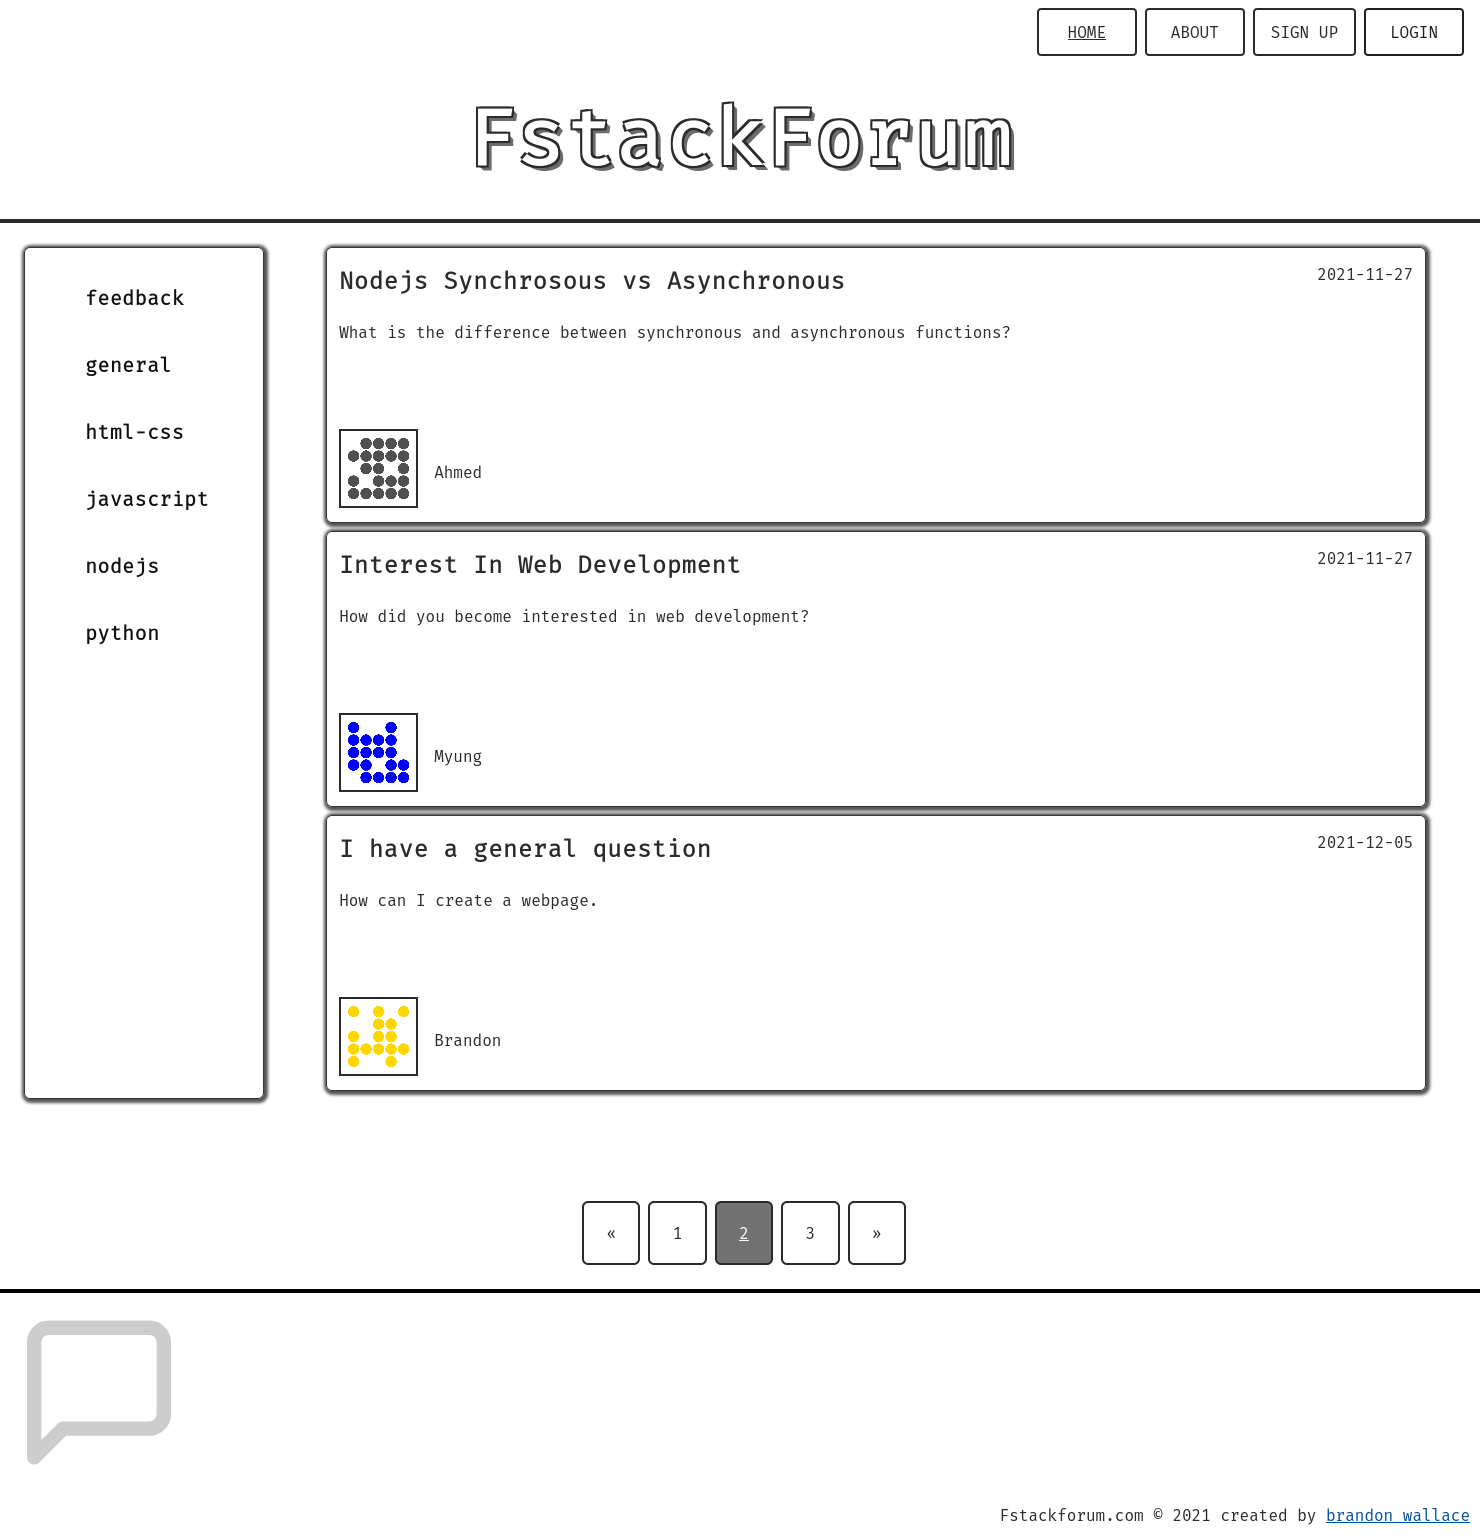 HOME ABOUT SIGN UP LOGIN
FstackForum
feedback
general
html-css
javascript
nodejs
python
Nodejs Synchrosous vs Asynchronous
2021-11-27
What is the difference between synchronous and asynchronous functions?
Ahmed
Interest In Web Development
2021-11-27
How did you become interested in web development?
Myung
I have a general question
2021-12-05
How can I create a webpage.
Brandon
« 1 2 3 »
Fstackforum.com © 2021 created by brandon wallace